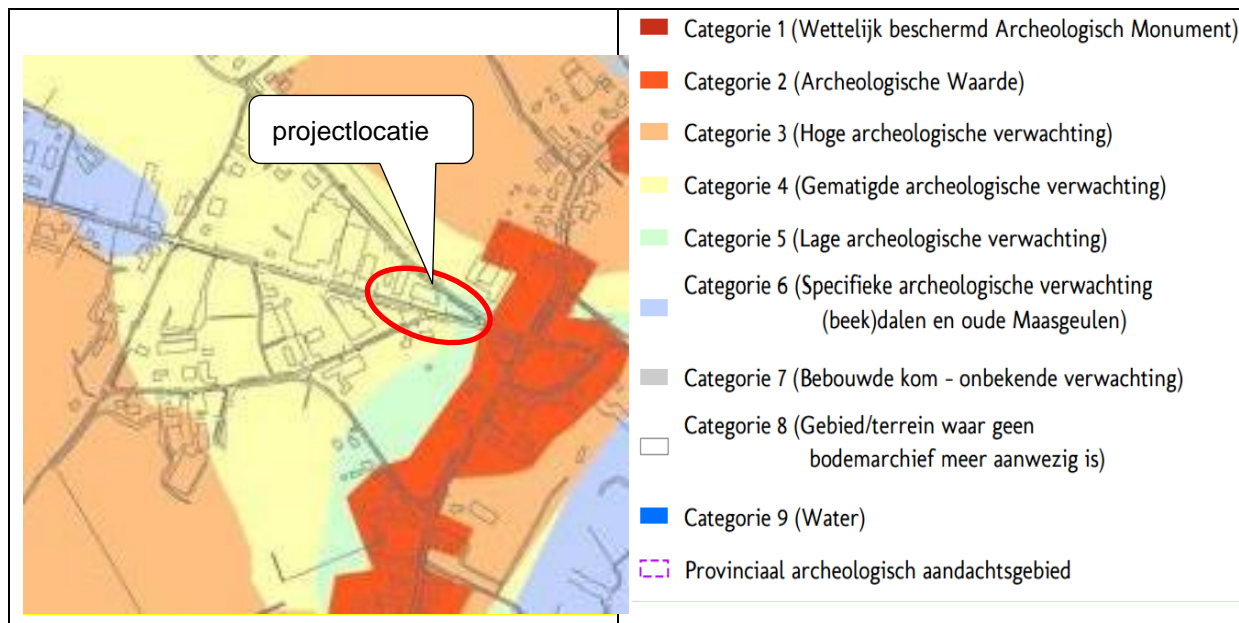 projectlocatie
Categorie 1 (Wettelijk beschermd Archeologisch Monument)
Categorie 2 (Archeologische Waarde)
Categorie 3 (Hoge archeologische verwachting)
Categorie 4 (Gematigde archeologische verwachting)
Categorie 5 (Lage archeologische verwachting)
Categorie 6 (Specifieke archeologische verwachting
(beek)dalen en oude Maasgeulen)
Categorie 7 (Bebouwde kom - onbekende verwachting)
Categorie 8 (Gebied/terrein waar geen
bodemarchief meer aanwezig is)
Categorie 9 (Water)
Provinciaal archeologisch aandachtsgebied